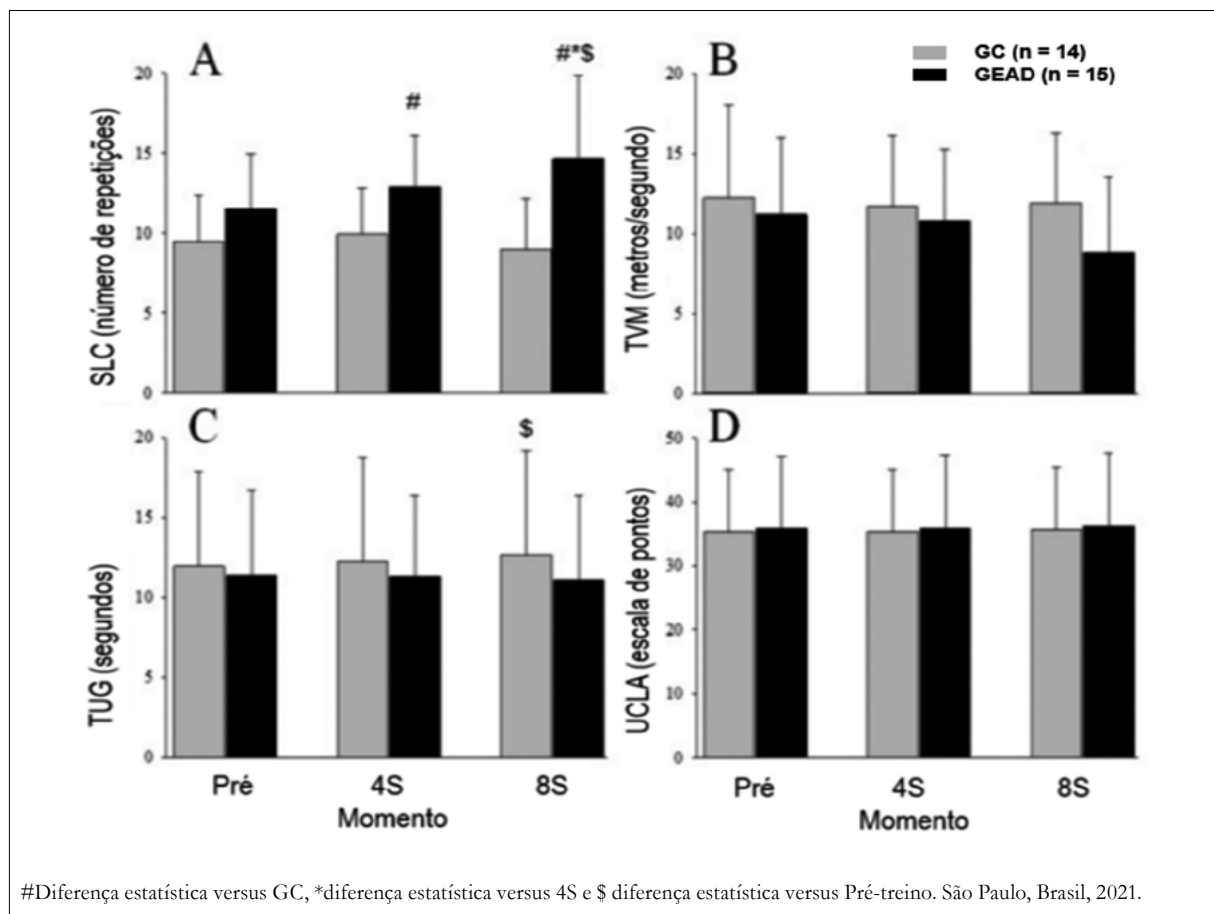 A
#
#*$
20
15
10
5
0
SLC (número de repetições)
B
GC (n = 14)
GEAD (n = 15)
20
15
10
5
0
TVM (metros/segundo)
C
$
20
15
10
5
0
TUG (segundos)
Pré
4S
8S
Momento
D
50
40
30
20
10
0
UCLA (escala de pontos)
Pré
4S
8S
Momento
#Diferença estatística versus GC, *diferença estatística versus 4S e $ diferença estatística versus Pré-treino. São Paulo, Brasil, 2021.